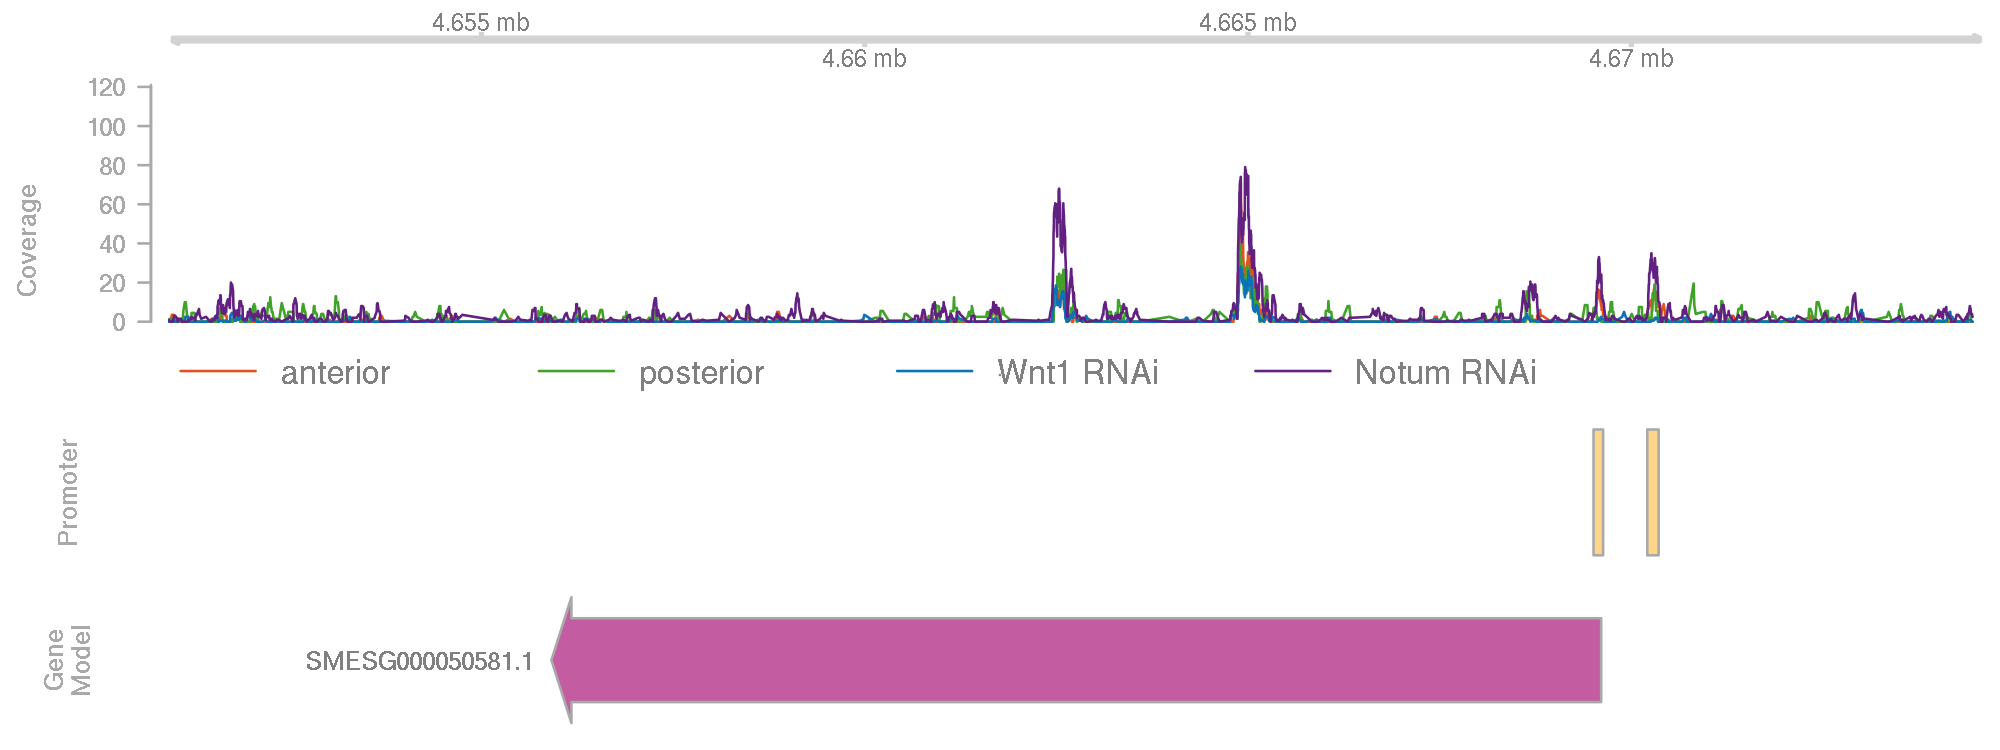 4.655 mb 4.665 mb
4.66 mb 4.67 mb
120
100
80
60
40
20
0
Coverage
anterior posterior Wnt1 RNAi Notum RNAi
Promoter
Gene
Model
SMESG000050581.1